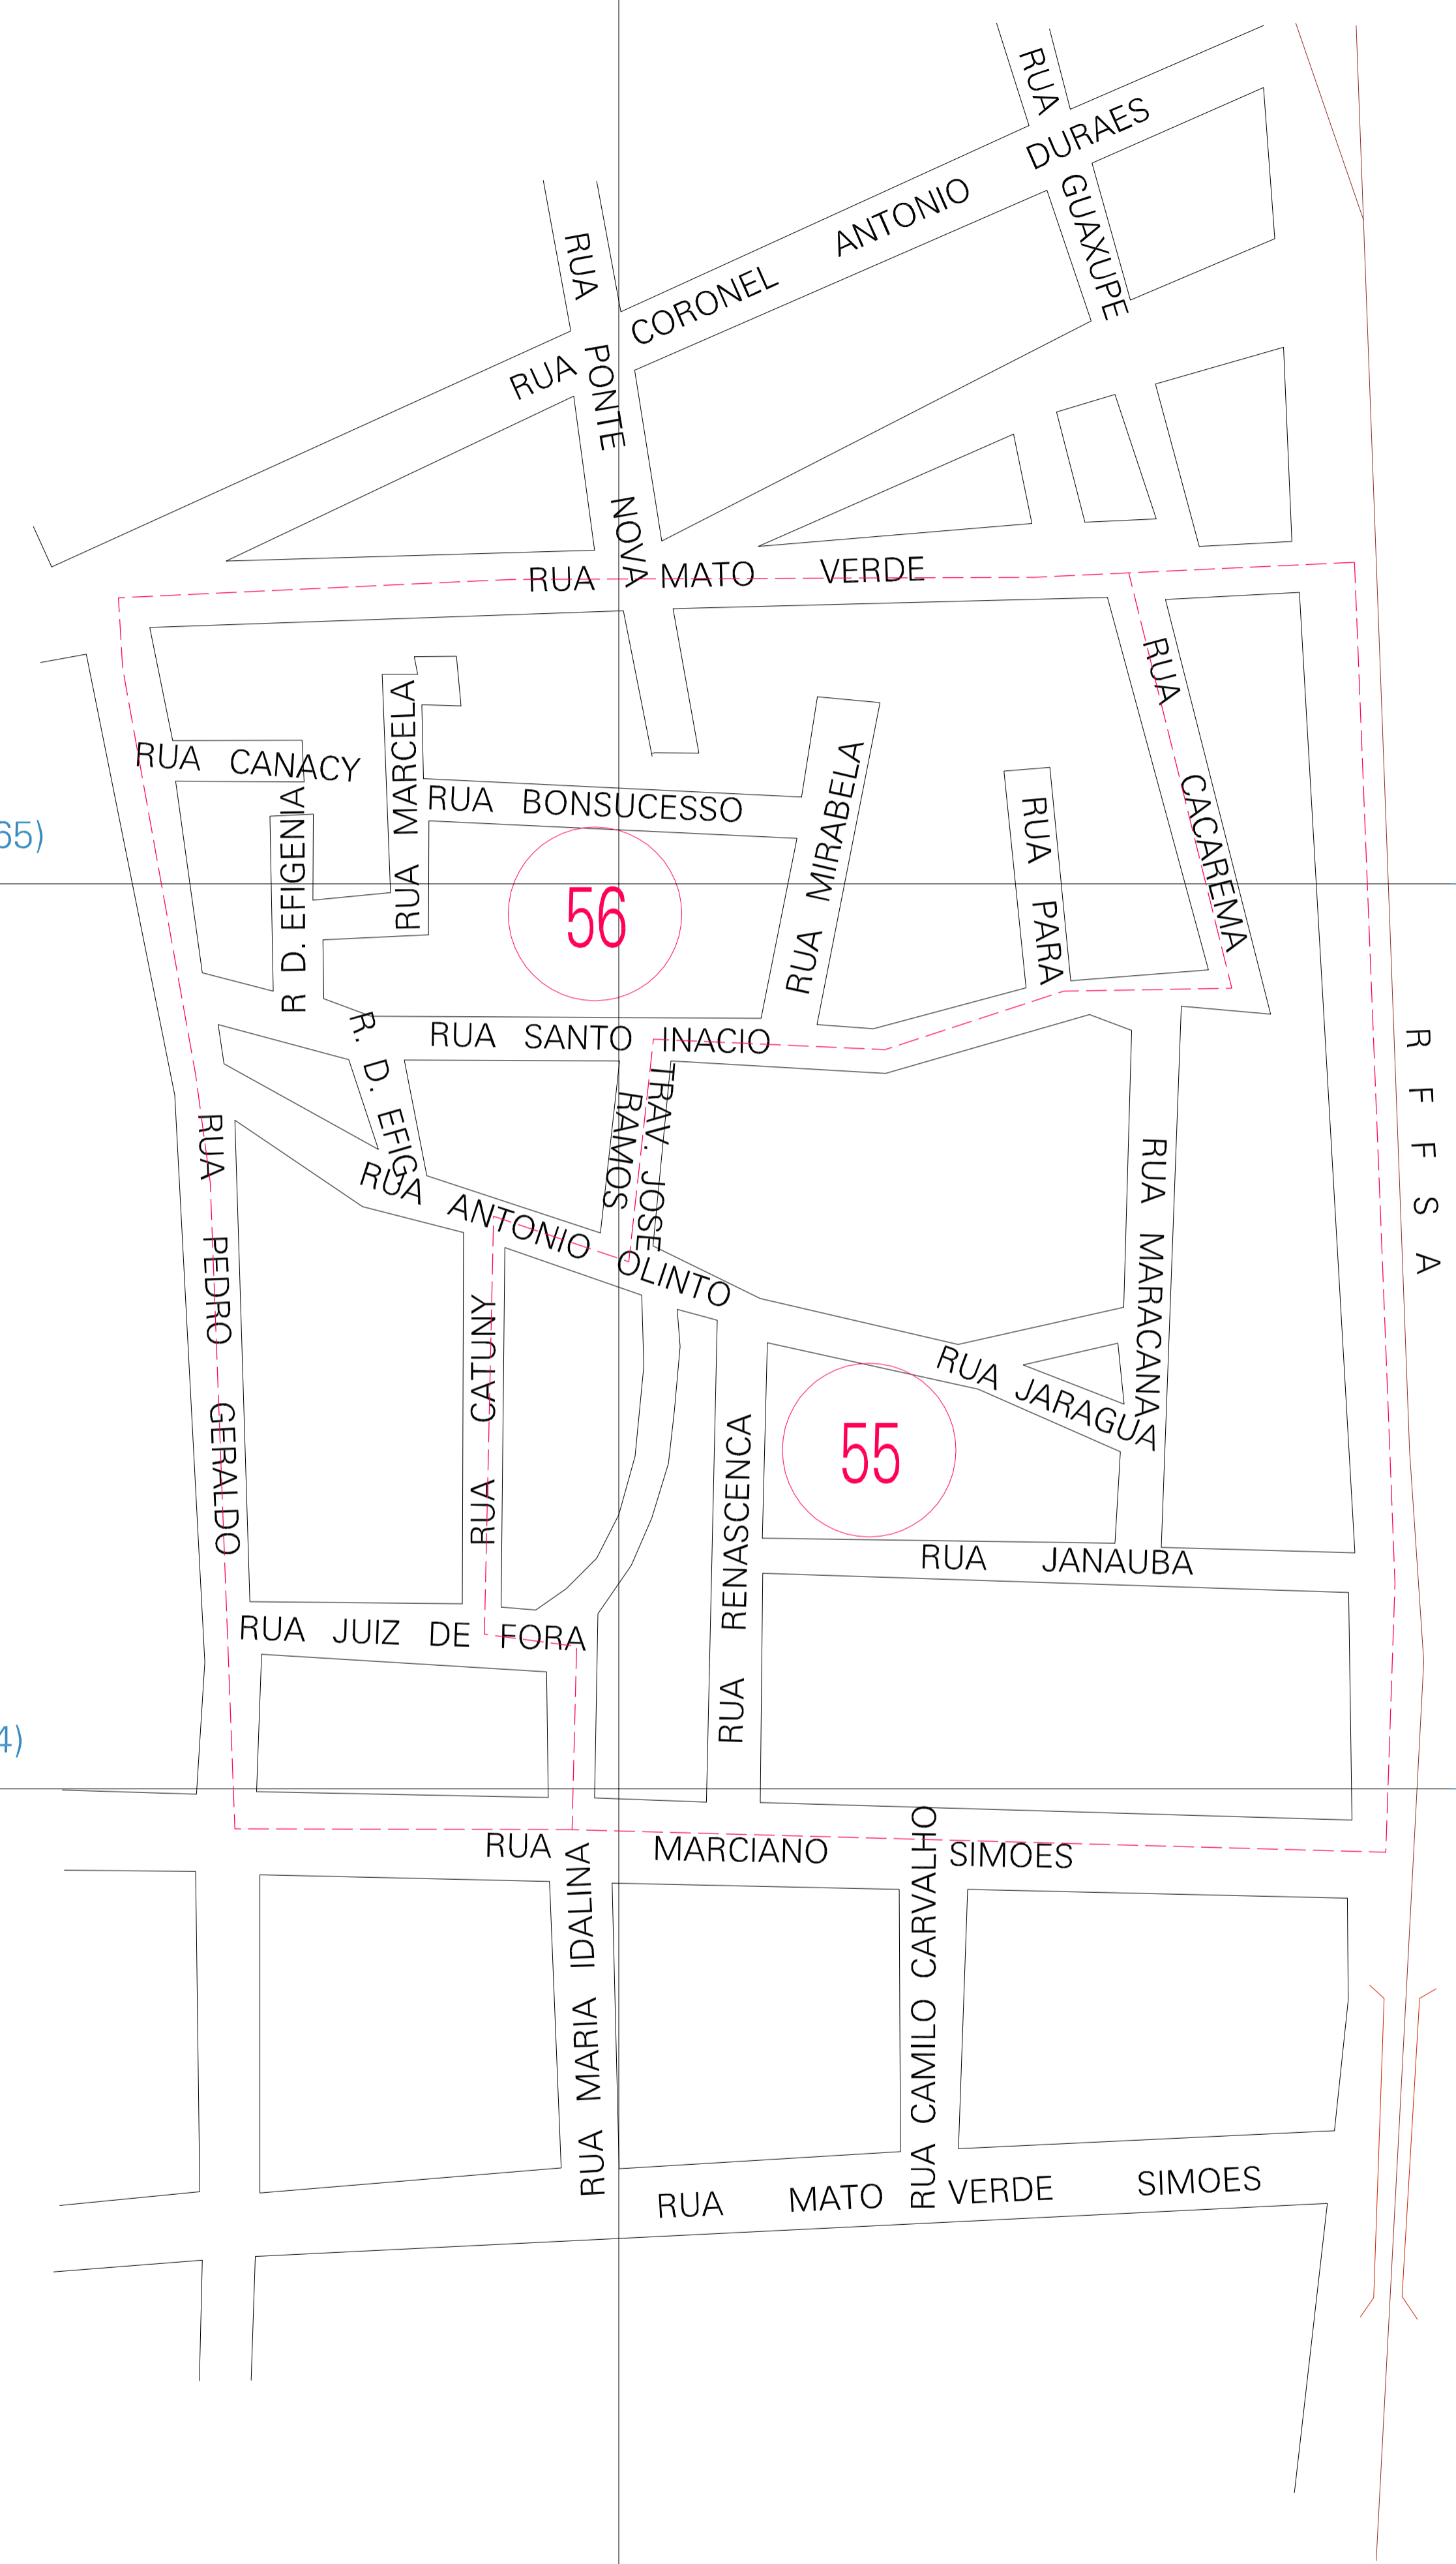 RUA GUAXUPE
RUA CORONEL ANTONIO DURAES
RUA PONTE NOVA
RUA MATO VERDE
RUA CACAREMA
RUA CANACY
RUA MARCELA
RUA BONSUCESSO
RUA MIRABELA
RUA PARA
65)
R D. EFIGENIA
56
RUA SANTO INACIO
R. D. EFIG.
TRAV. JOSE
RAMOS
R F F S A
RUA PEDRO GERALDO
RUA ANTONIO OLINTO
RUA MARACANA
RUA CATUNY
RUA JARAGUA
55
RUA RENASCENCA
RUA JANAUBA
RUA JUIZ DE FORA
4)
RUA MARCIANO SIMOES
RUA MARIA IDALINA
RUA CAMILO CARVALHO
RUA MATO VERDE SIMOES